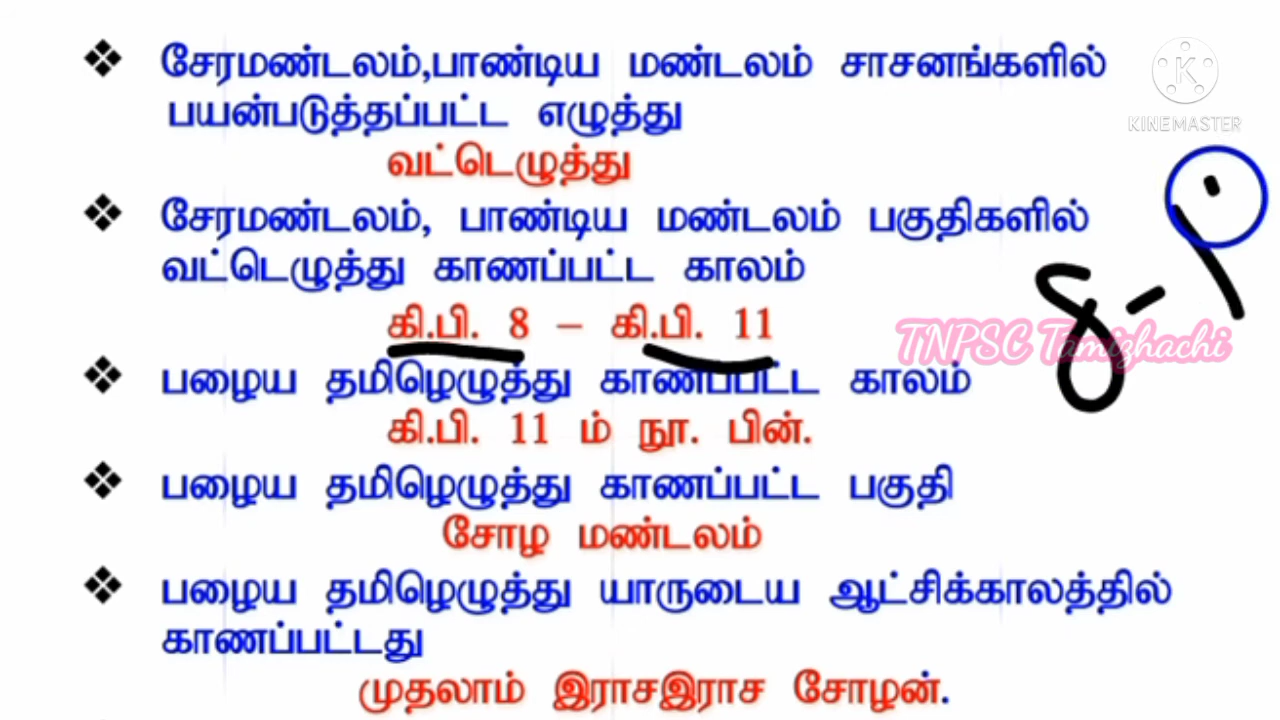 ❖ சேரமண்டலம்,பாண்டிய மண்டலம் சாசனங்களில்
பயன்படுத்தப்பட்ட எழுத்து
வட்டெழுத்து
❖ சேரமண்டலம், பாண்டிய மண்டலம் பகுதிகளில்
வட்டெழுத்து காணப்பட்ட காலம்
கி.பி. 8 – கி.பி. 11
❖ பழைய தமிழெழுத்து காணப்பட்ட காலம்
கி.பி. 11 ம் நூ. பின்.
❖ பழைய தமிழெழுத்து காணப்பட்ட பகுதி
சோழ மண்டலம்
❖ பழைய தமிழெழுத்து யாருடைய ஆட்சிக்காலத்தில்
காணப்பட்டது
முதலாம் இராசஇராச சோழன்.
K
KINEMASTER
TNPSC Tamizhachi